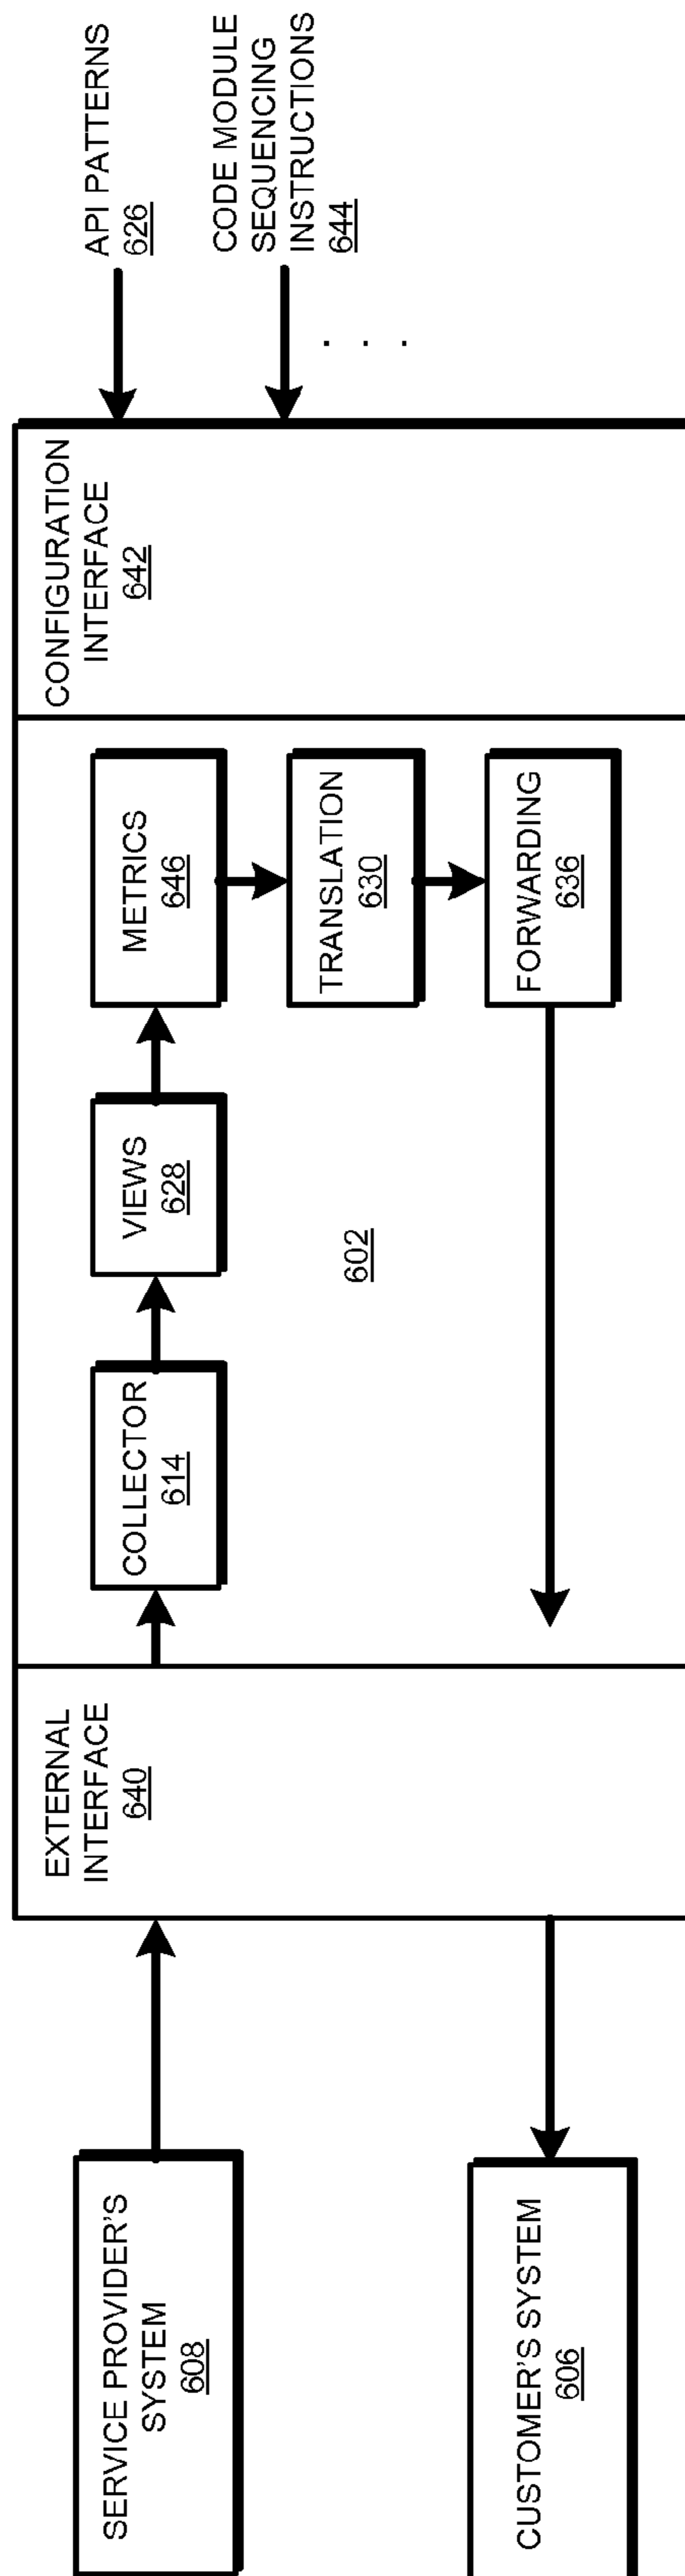 SERVICE PROVIDER'S
SYSTEM
608
CUSTOMER'S SYSTEM
606
EXTERNAL
INTERFACE
640
COLLECTOR
614
VIEWS
628
METRICS
646
TRANSLATION
630
FORWARDING
636
602
CONFIGURATION
INTERFACE
642
API PATTERNS
626
CODE MODULE
SEQUENCING
INSTRUCTIONS
644
. . .